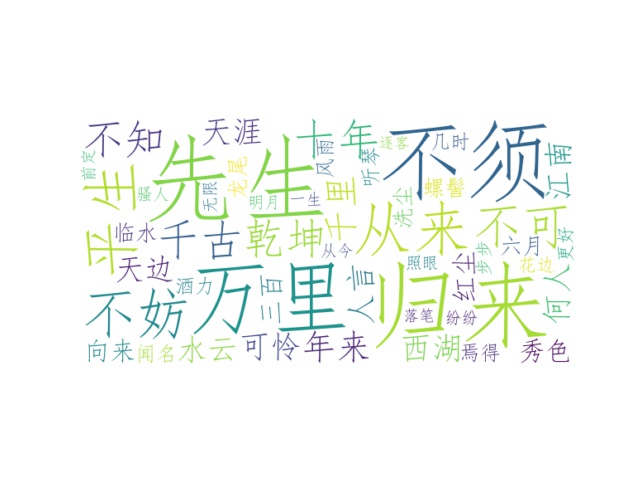 不知
天涯
十年
不须
江南
前定
平生
骚人
先生
无限
龙尾
明月
一生
风雨
千里
听琴
逐客
洗尘
几时
螺髻
临水
千古
乾坤
从今
从来
不可
六月
步步
更好
天边
酒力
不妨
万里
三百
人言
照眼
归来
红尘
花边
何人
落笔
纷纷
向来
闻名
水云
可怜
年来
西湖
焉得
秀色